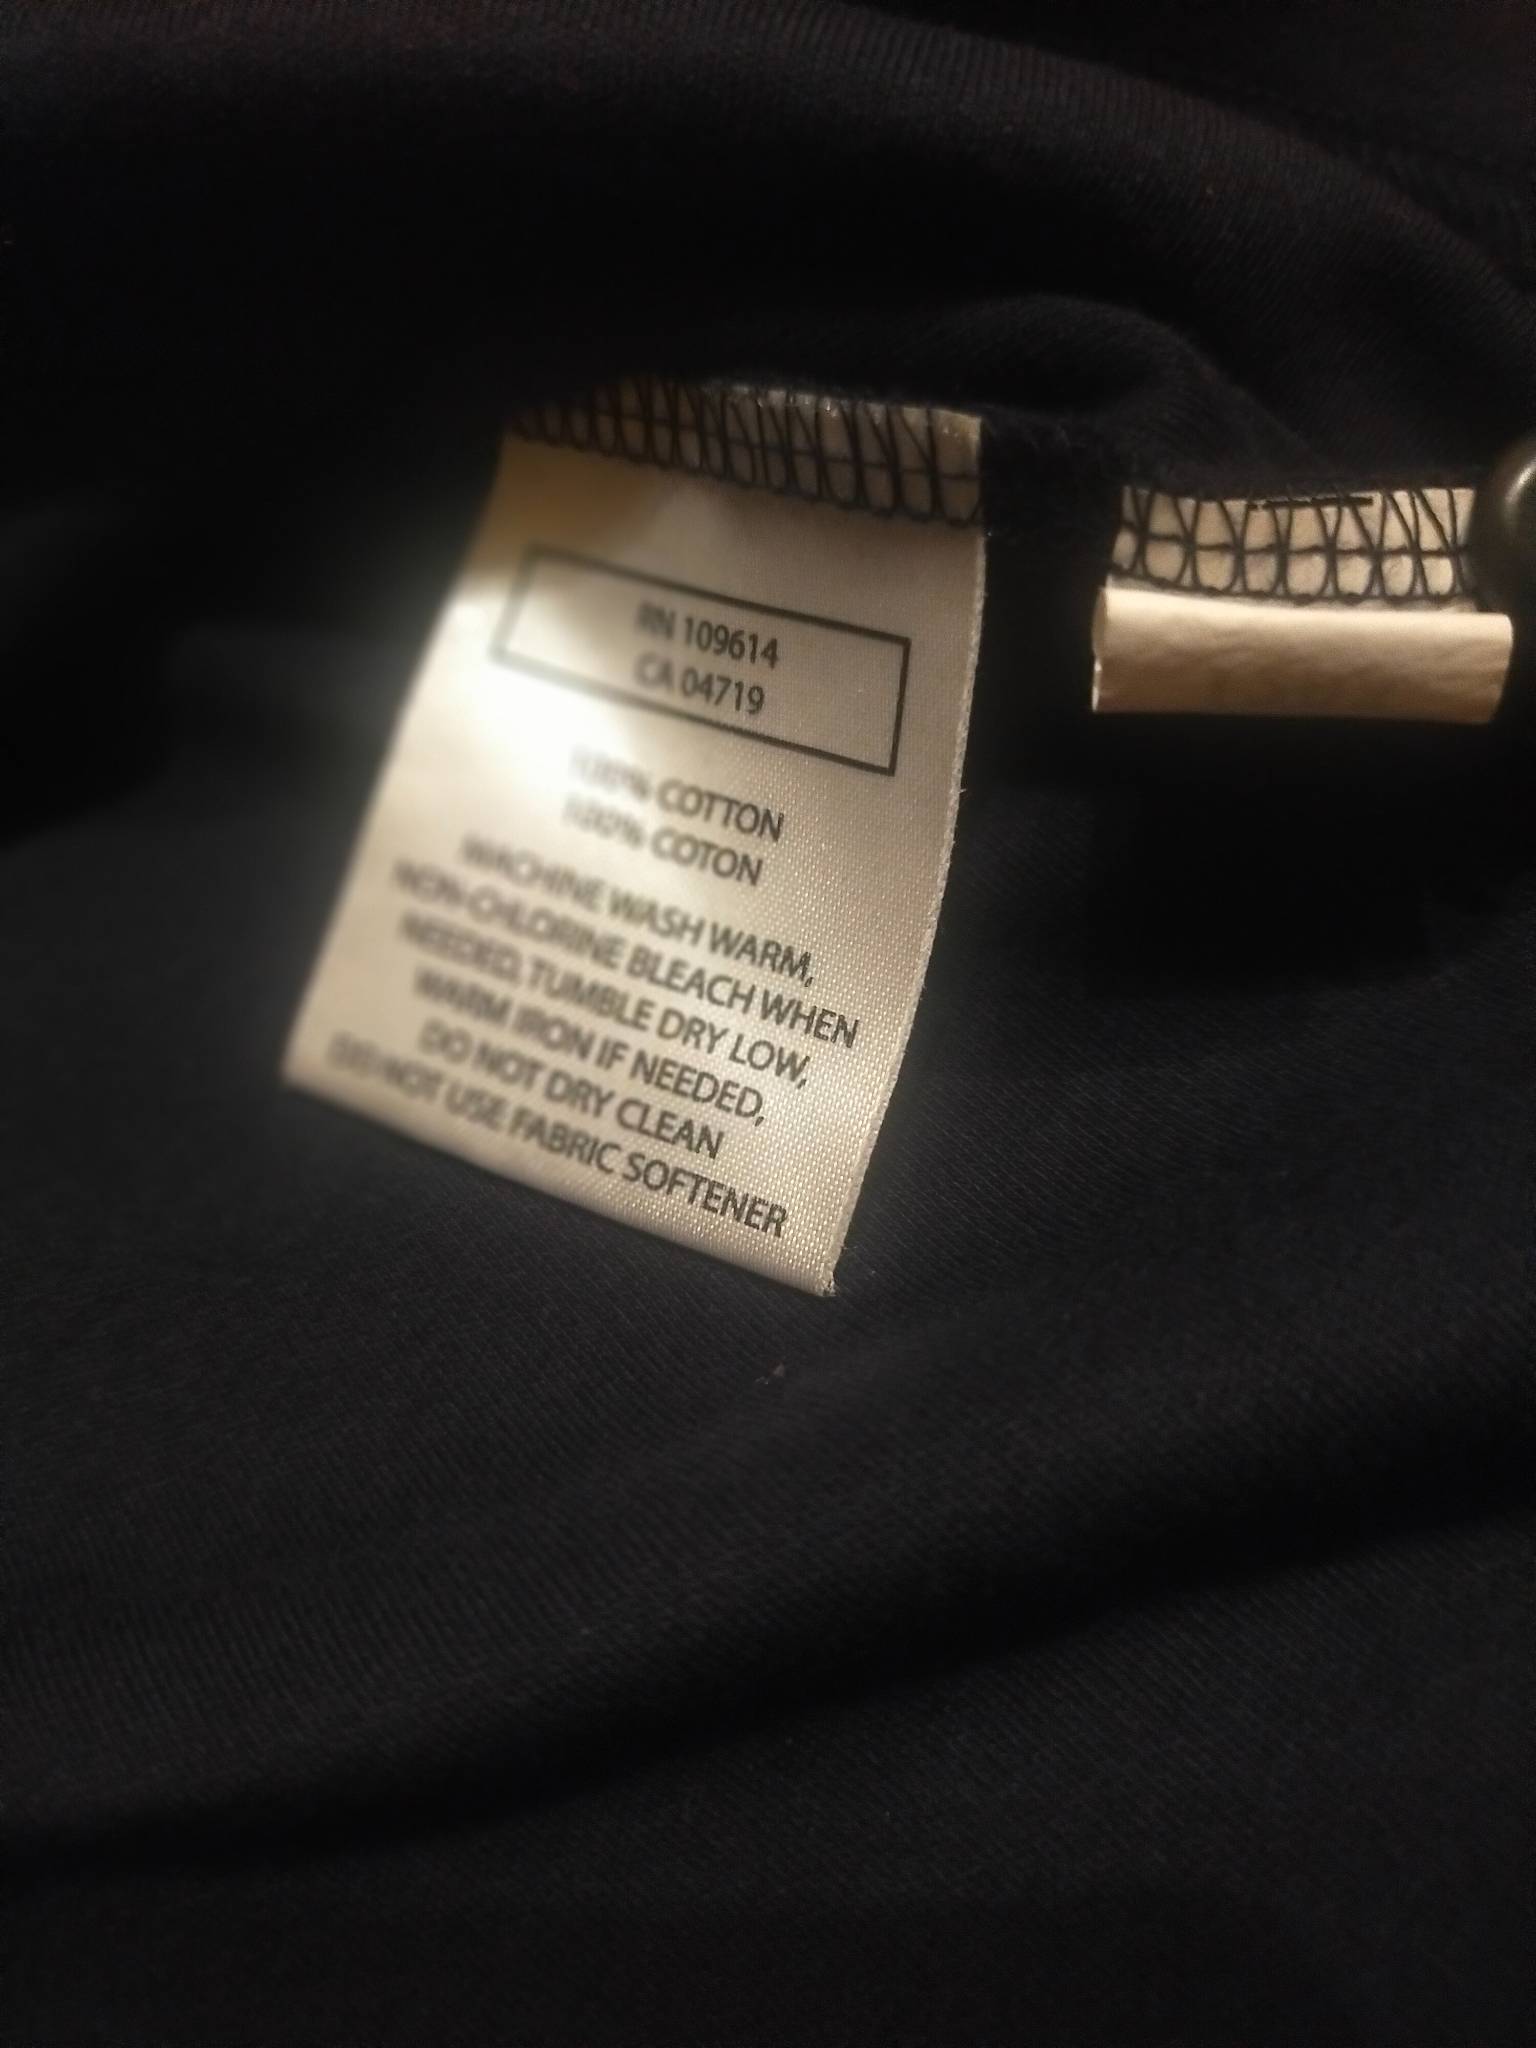 RN 109614
CA 04719
100% COTTON
100% COTON
MACHINE WASH WARM,
NON-CHLORINE BLEACH WHEN
NEEDED, TUMBLE DRY LOW,
WARM IRON IF NEEDED,
DO NOT DRY CLEAN
DO NOT USE FABRIC SOFTENER